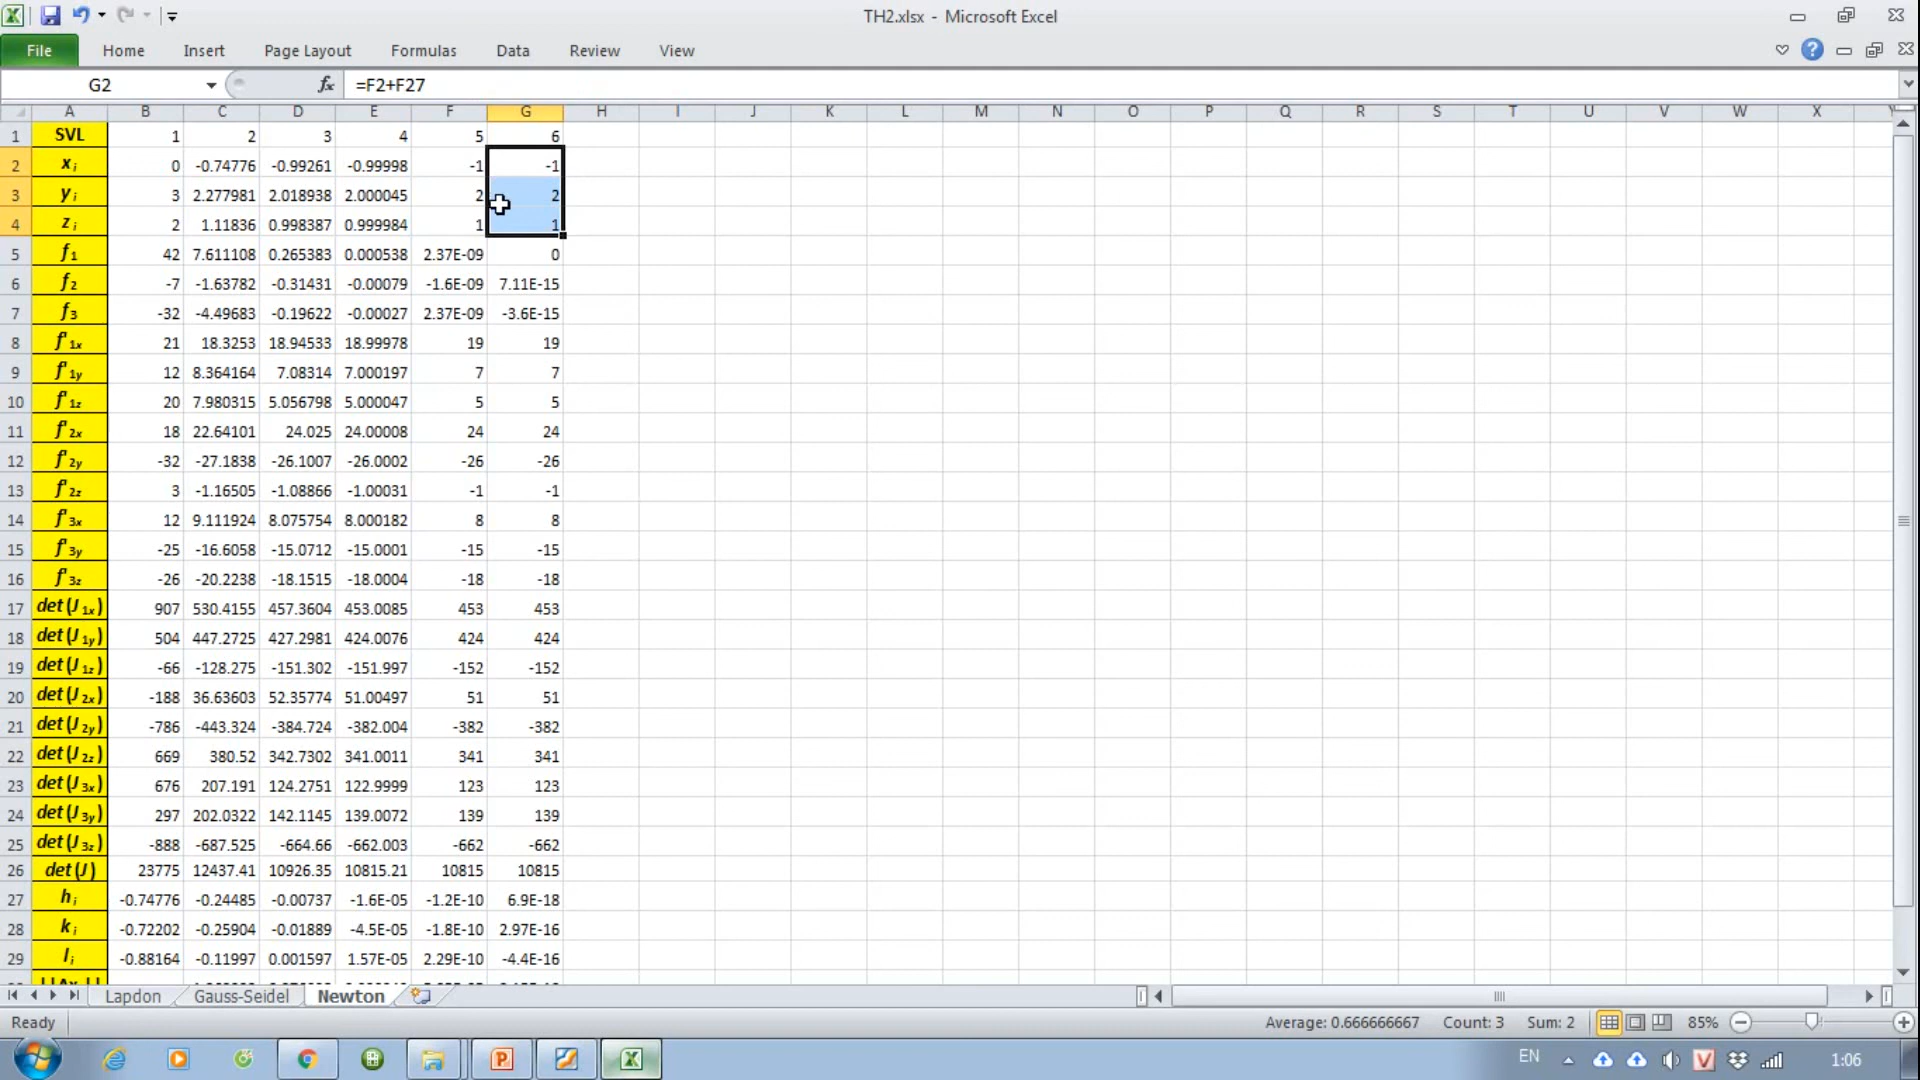 TH2.xlsx - Microsoft Excel
File Home Insert Page Layout Formulas Data Review View
G2 fx =F2+F27
A B C D E F G H I J K L M N O P Q R S T U V W X
1 SVL 1 2 3 4 5 6
2 xi 0 -0.74776 -0.99261 -0.99998 -1 -1
3 yi 3 2.277981 2.018938 2.000045 2 2
4 zi 2 1.11836 0.998387 0.999984 1 1
5 f1 42 7.611108 0.265383 0.000538 2.37E-09 0
6 f2 -7 -1.63782 -0.31431 -0.00079 -1.6E-09 7.11E-15
7 f3 -32 -4.49683 -0.19622 -0.00027 2.37E-09 -3.6E-15
8 f'1x 21 18.3253 18.94533 18.99978 19 19
9 f'1y 12 8.364164 7.08314 7.000197 7 7
10 f'1z 20 7.980315 5.056798 5.000047 5 5
11 f'2x 18 22.64101 24.025 24.00008 24 24
12 f'2y -32 -27.1838 -26.1007 -26.0002 -26 -26
13 f'2z 3 -1.16505 -1.08866 -1.00031 -1 -1
14 f'3x 12 9.111924 8.075754 8.000182 8 8
15 f'3y -25 -16.6058 -15.0712 -15.0001 -15 -15
16 f'3z -26 -20.2238 -18.1515 -18.0004 -18 -18
17 det(J1x) 907 530.4155 457.3604 453.0085 453 453
18 det(J1y) 504 447.2725 427.2981 424.0076 424 424
19 det(J1z) -66 -128.275 -151.302 -151.997 -152 -152
20 det(J2x) -188 36.63603 52.35774 51.00497 51 51
21 det(J2y) -786 -443.324 -384.724 -382.004 -382 -382
22 det(J2z) 669 380.52 342.7302 341.0011 341 341
23 det(J3x) 676 207.191 124.2751 122.9999 123 123
24 det(J3y) 297 202.0322 142.1145 139.0072 139 139
25 det(J3z) -888 -687.525 -664.66 -662.003 -662 -662
26 det(J) 23775 12437.41 10926.35 10815.21 10815 10815
27 hi -0.74776 -0.24485 -0.00737 -1.6E-05 -1.2E-10 6.9E-18
28 ki -0.72202 -0.25904 -0.01889 -4.5E-05 -1.8E-10 2.97E-16
29 li -0.88164 -0.11997 0.001597 1.57E-05 2.29E-10 -4.4E-16
Lapdon Gauss-Seidel Newton
Ready Average: 0.666666667 Count: 3 Sum: 2 85%
EN 1:06